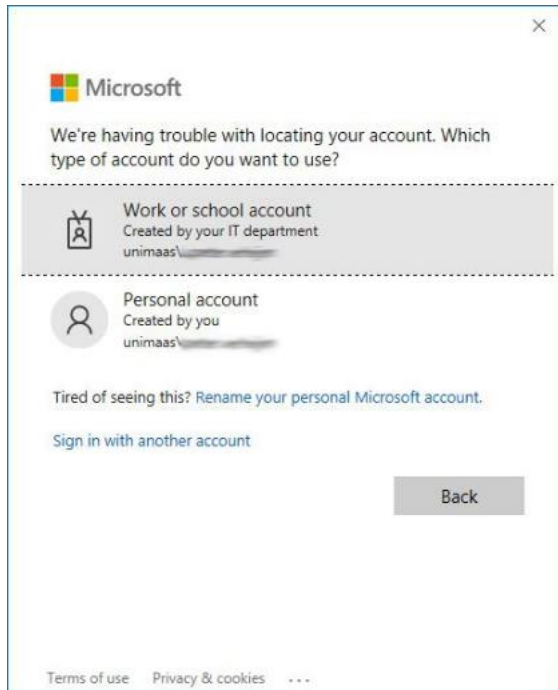 Microsoft
We're having trouble with locating your account. Which
type of account do you want to use?
Work or school account
Created by your IT department
unimaas\
Personal account
Created by you
unimaas\
Tired of seeing this? Rename your personal Microsoft account.
Sign in with another account
Back
Terms of use Privacy & cookies ...